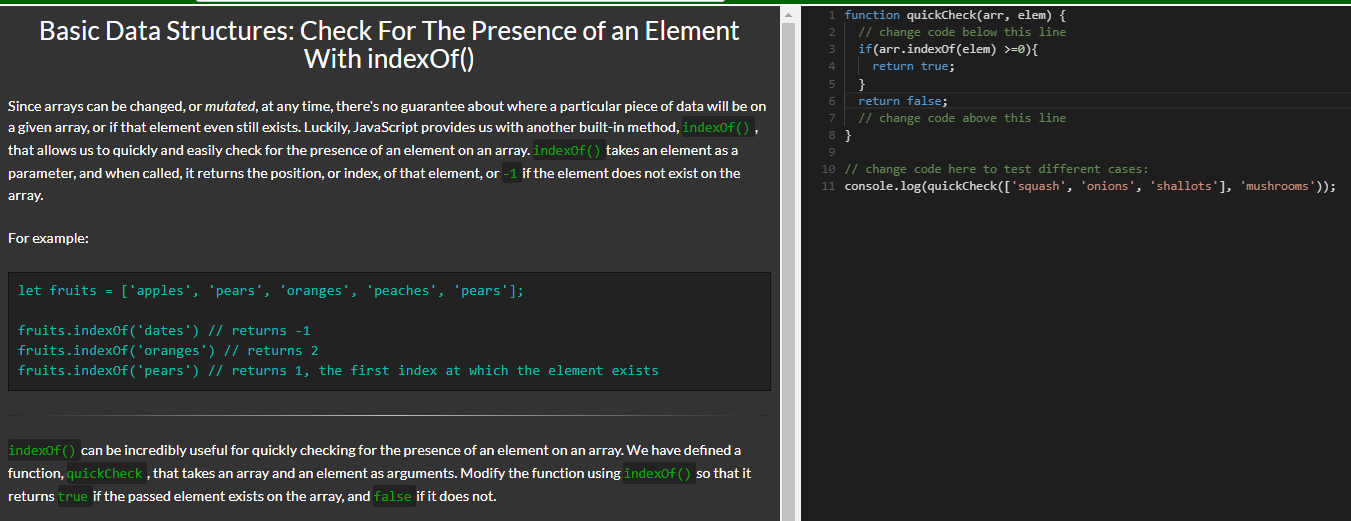 Basic Data Structures: Check For The Presence of an Element
With indexOf()
Since arrays can be changed, or mutated, at any time, there's no guarantee about where a particular piece of data will be on
a given array, or if that element even still exists. Luckily, JavaScript provides us with another built-in method, indexOf() ,
that allows us to quickly and easily check for the presence of an element on an array. indexOf() takes an element as a
parameter, and when called, it returns the position, or index, of that element, or -1 if the element does not exist on the
array.
For example:
let fruits = ['apples', 'pears', 'oranges', 'peaches', 'pears'];
fruits.indexOf('dates') // returns -1
fruits.indexOf('oranges') // returns 2
fruits.indexOf('pears') // returns 1, the first index at which the element exists
indexOf() can be incredibly useful for quickly checking for the presence of an element on an array. We have defined a
function, quickCheck , that takes an array and an element as arguments. Modify the function using indexOf() so that it
returns true if the passed element exists on the array, and false if it does not.
1 function quickCheck(arr, elem) {
2 // change code below this line
3 if(arr.indexOf(elem) >=0){
4 return true;
5 }
6 return false;
7 // change code above this line
8 }
9
10 // change code here to test different cases:
11 console.log(quickCheck(['squash', 'onions', 'shallots'], 'mushrooms'));